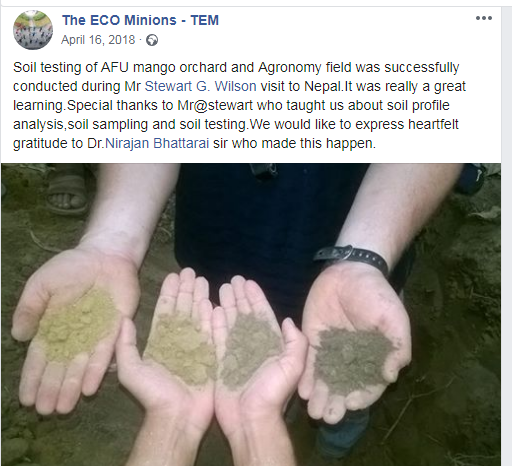 The ECO Minions - TEM
April 16, 2018 ·
Soil testing of AFU mango orchard and Agronomy field was successfully
conducted during Mr Stewart G. Wilson visit to Nepal.It was really a great
learning.Special thanks to Mr@stewart who taught us about soil profile
analysis,soil sampling and soil testing.We would like to express heartfelt
gratitude to Dr.Nirajan Bhattarai sir who made this happen.